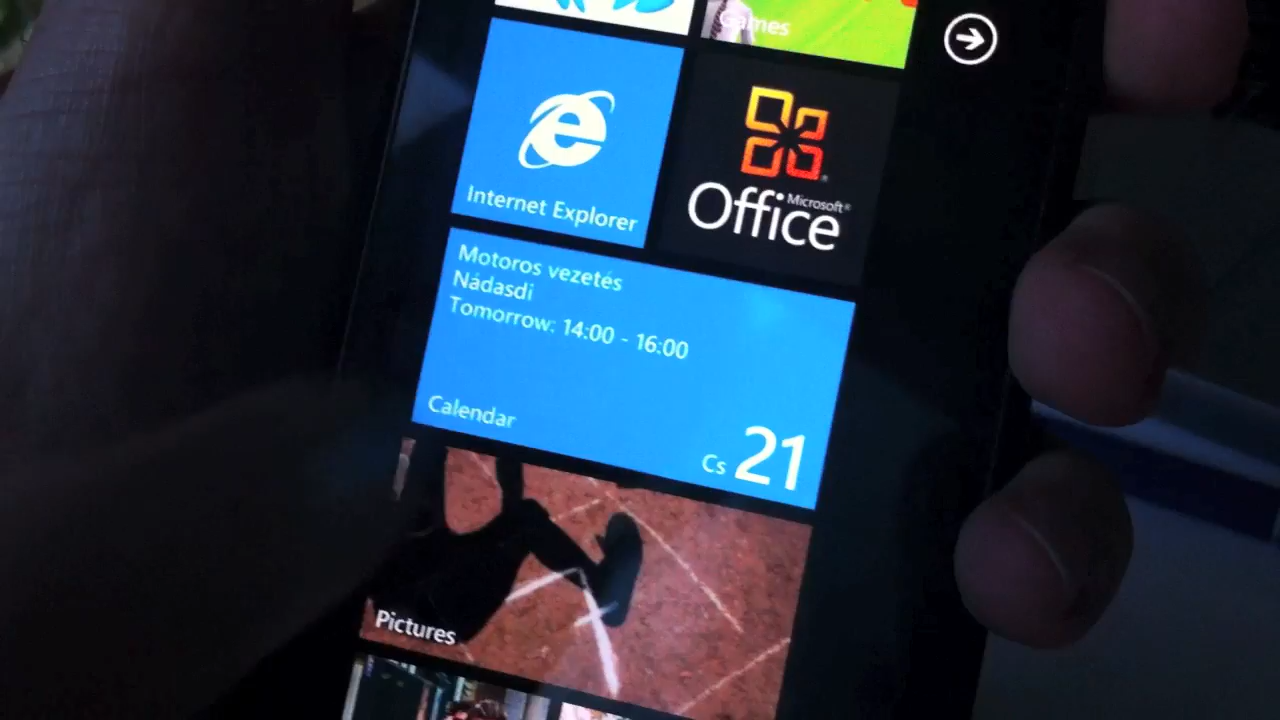 Games
Internet Explorer
Microsoft®
Office
Motoros vezetés
Nádasdi
Tomorrow: 14:00 - 16:00
Calendar
Cs 21
Pictures